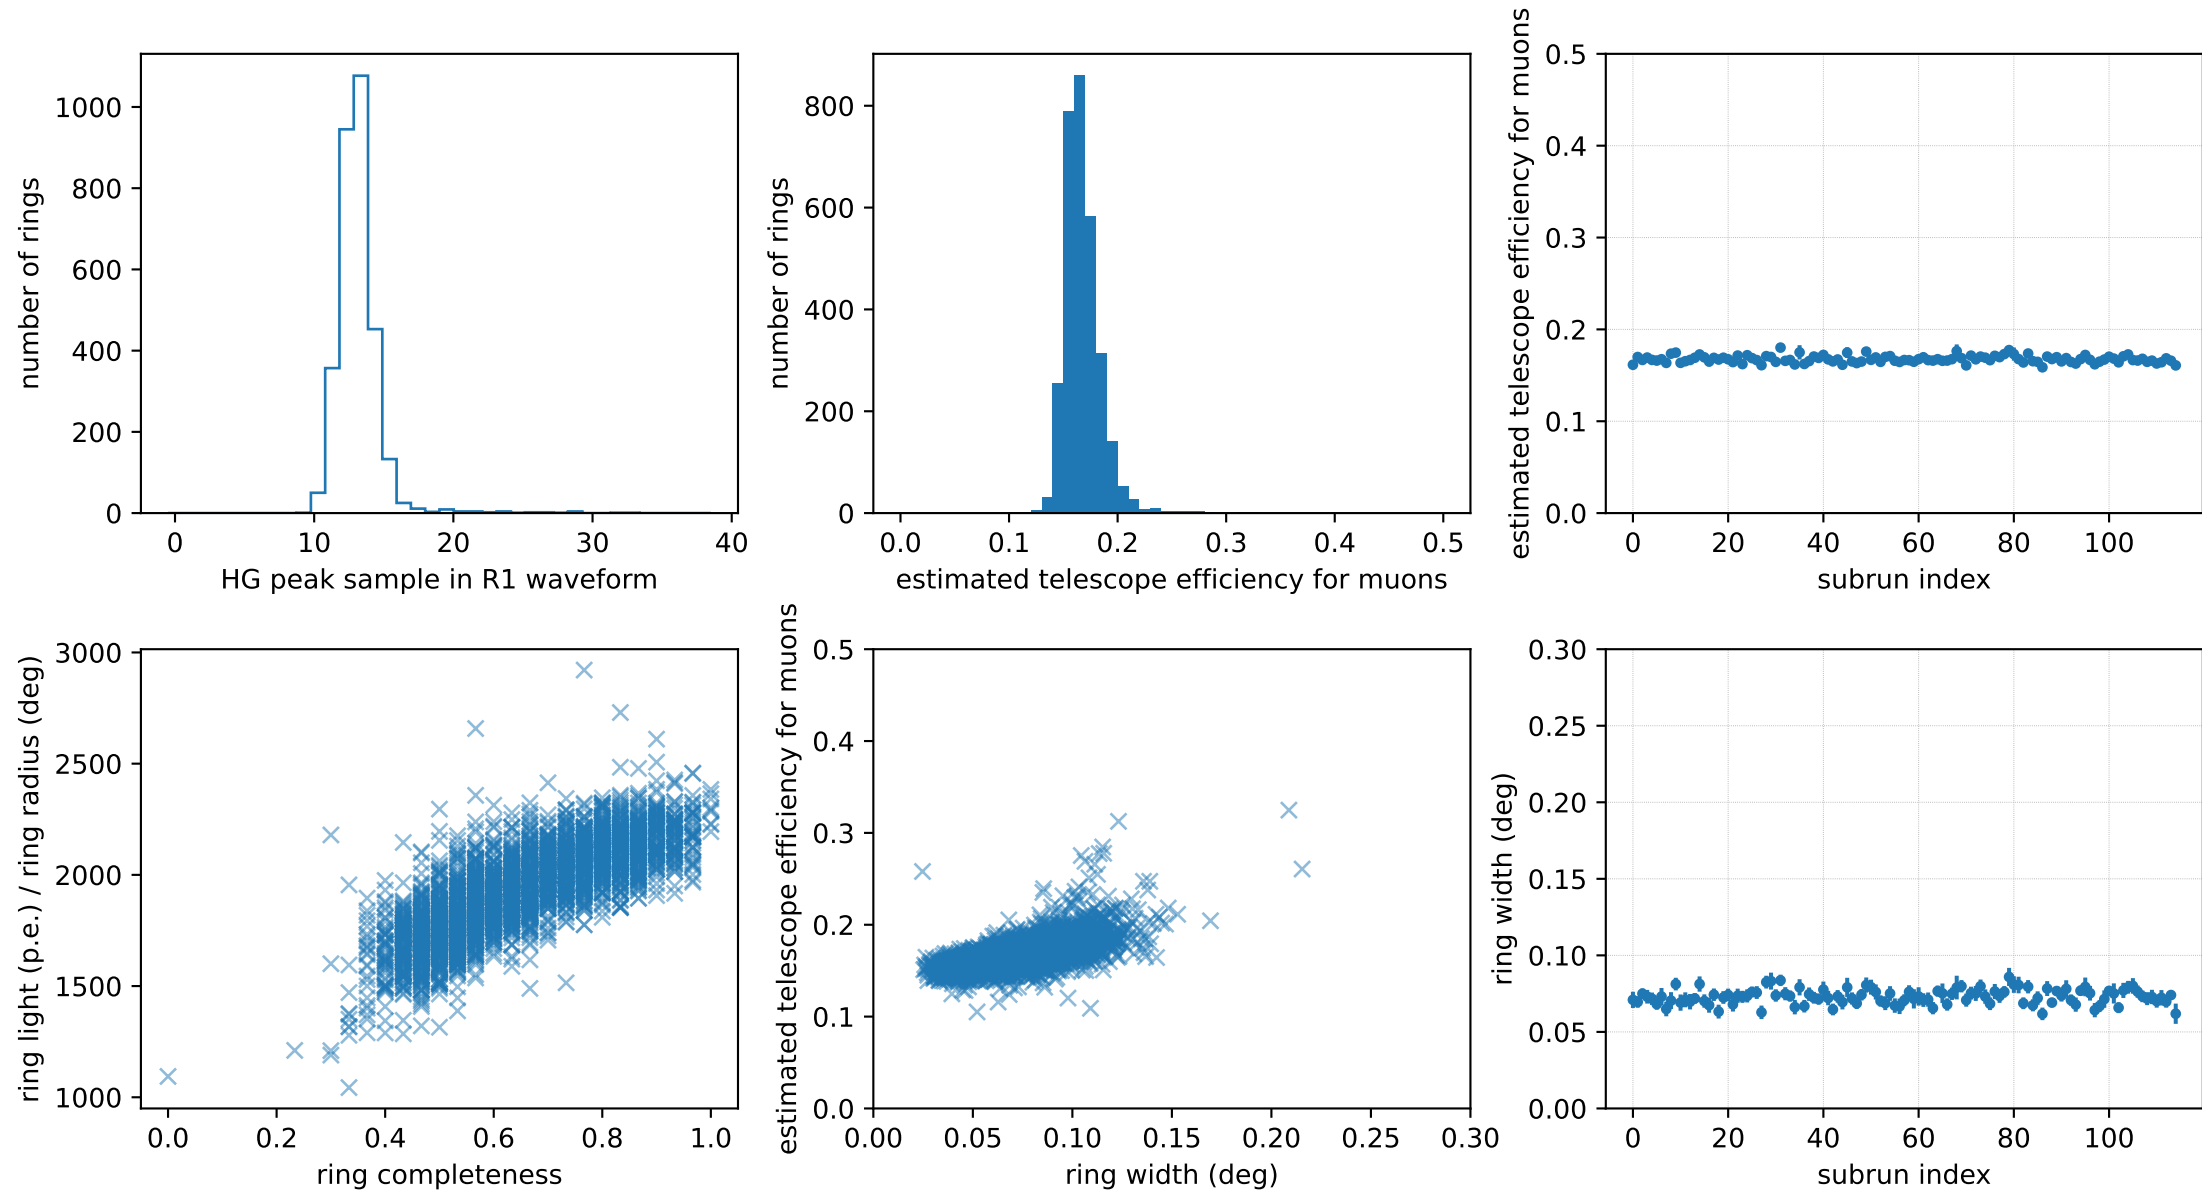 1000
800
600
400
200
0
number of rings
0 10 20 30 40
HG peak sample in R1 waveform
800
600
400
200
0
number of rings
0.0 0.1 0.2 0.3 0.4 0.5
estimated telescope efficiency for muons
0.5
0.4
0.3
0.2
0.1
0.0
estimated telescope efficiency for muons
0 20 40 60 80 100
subrun index
3000
2500
2000
1500
1000
ring light (p.e.) / ring radius (deg)
0.0 0.2 0.4 0.6 0.8 1.0
ring completeness
0.5
0.4
0.3
0.2
0.1
0.0
estimated telescope efficiency for muons
0.00 0.05 0.10 0.15 0.20 0.25 0.30
ring width (deg)
0.30
0.25
0.20
0.15
0.10
0.05
0.00
ring width (deg)
0 20 40 60 80 100
subrun index